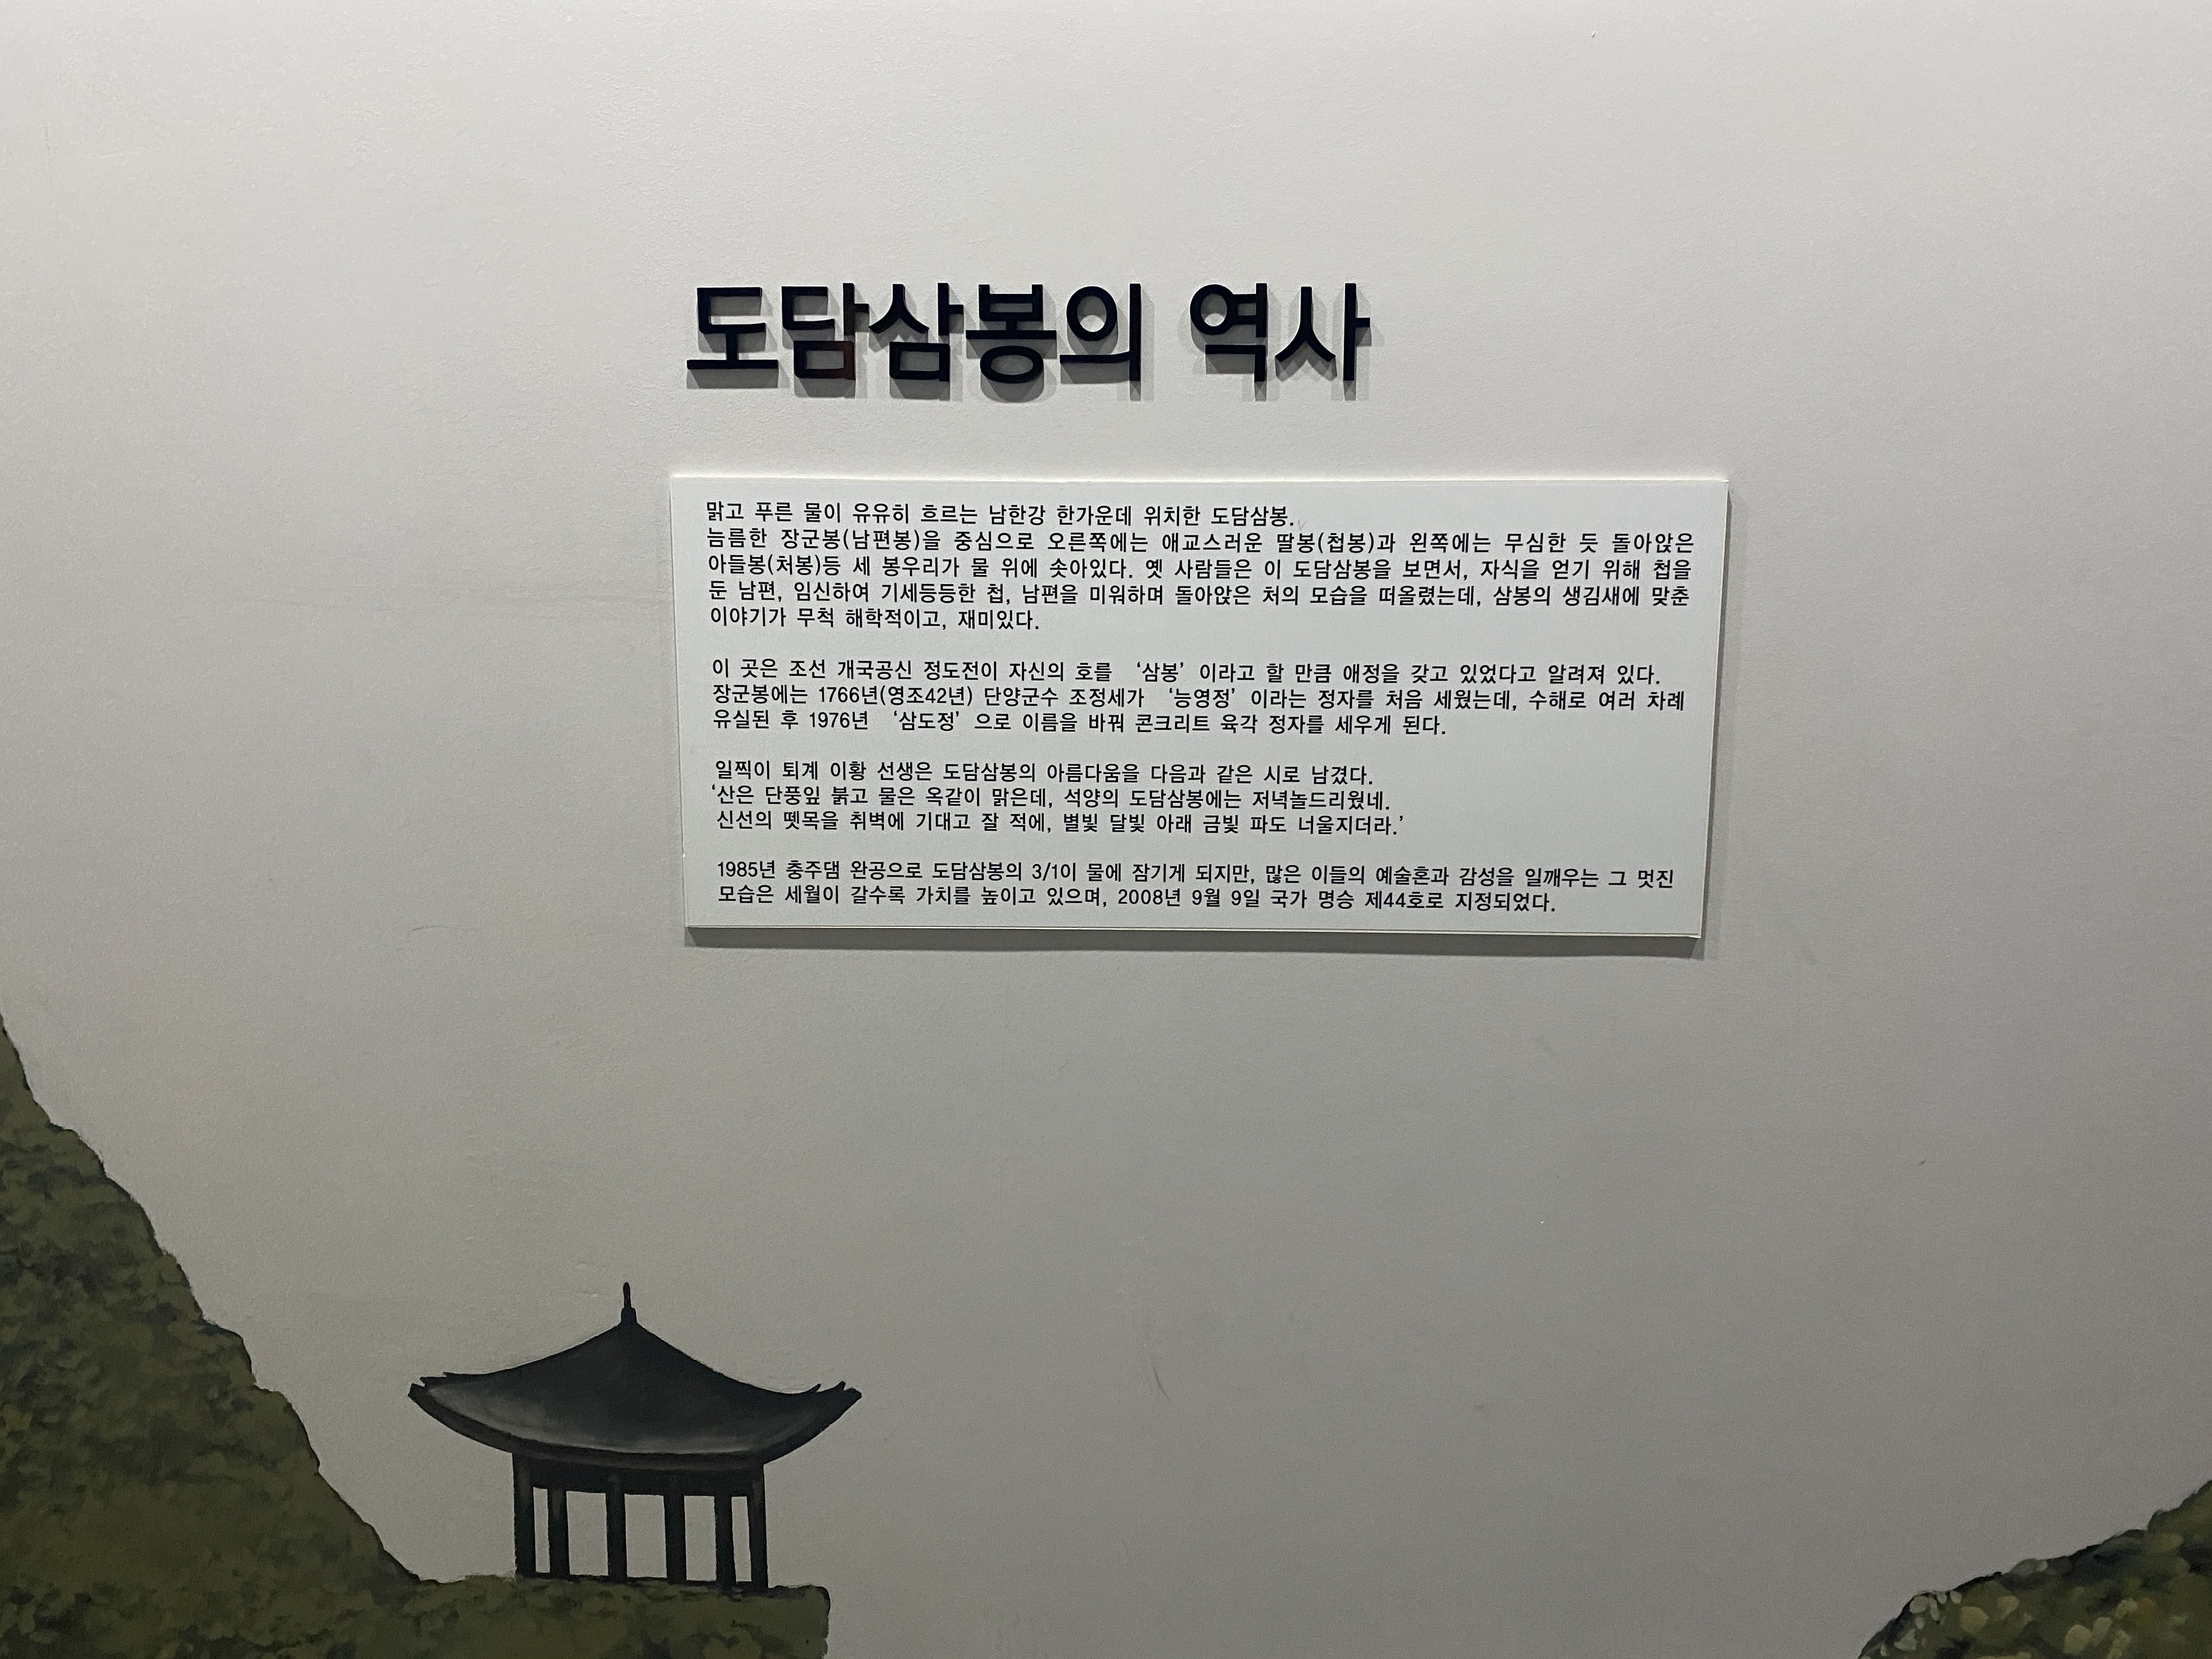 도담삼봉의 역사
맑고 푸른 물이 유유히 흐르는 남한강 한가운데 위치한 도담삼봉.
늠름한 장군봉(남편봉)을 중심으로 오른쪽에는 애교스러운 딸봉(첩봉)과 왼쪽에는 무심한 듯 돌아앉은
아들봉(처봉)등 세 봉우리가 물 위에 솟아있다. 옛 사람들은 이 도담삼봉을 보면서, 자식을 얻기 위해 첩을
둔 남편, 임신하여 기세등등한 첩, 남편을 미워하며 돌아앉은 처의 모습을 떠올렸는데, 삼봉의 생김새에 맞춘
이야기가 무척 해학적이고, 재미있다.
이 곳은 조선 개국공신 정도전이 자신의 호를 ‘삼봉’ 이라고 할 만큼 애정을 갖고 있었다고 알려져 있다.
장군봉에는 1766년(영조42년) 단양군수 조정세가 ‘능영정’ 이라는 정자를 처음 세웠는데, 수해로 여러 차례
유실된 후 1976년 ‘삼도정’ 으로 이름을 바꿔 콘크리트 육각 정자를 세우게 된다.
일찍이 퇴계 이황 선생은 도담삼봉의 아름다움을 다음과 같은 시로 남겼다.
‘산은 단풍잎 붉고 물은 옥같이 맑은데, 석양의 도담삼봉에는 저녁놀드리웠네.
신선의 뗏목을 취벽에 기대고 잘 적에, 별빛 달빛 아래 금빛 파도 너울지더라.’
1985년 충주댐 완공으로 도담삼봉의 3/1이 물에 잠기게 되지만, 많은 이들의 예술혼과 감성을 일깨우는 그 멋진
모습은 세월이 갈수록 가치를 높이고 있으며, 2008년 9월 9일 국가 명승 제44호로 지정되었다.